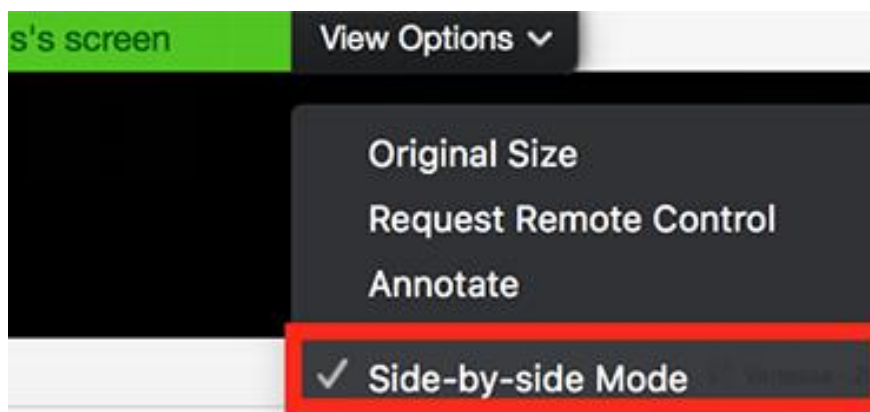 s's screen
View Options
Original Size
Request Remote Control
Annotate
Side-by-side Mode